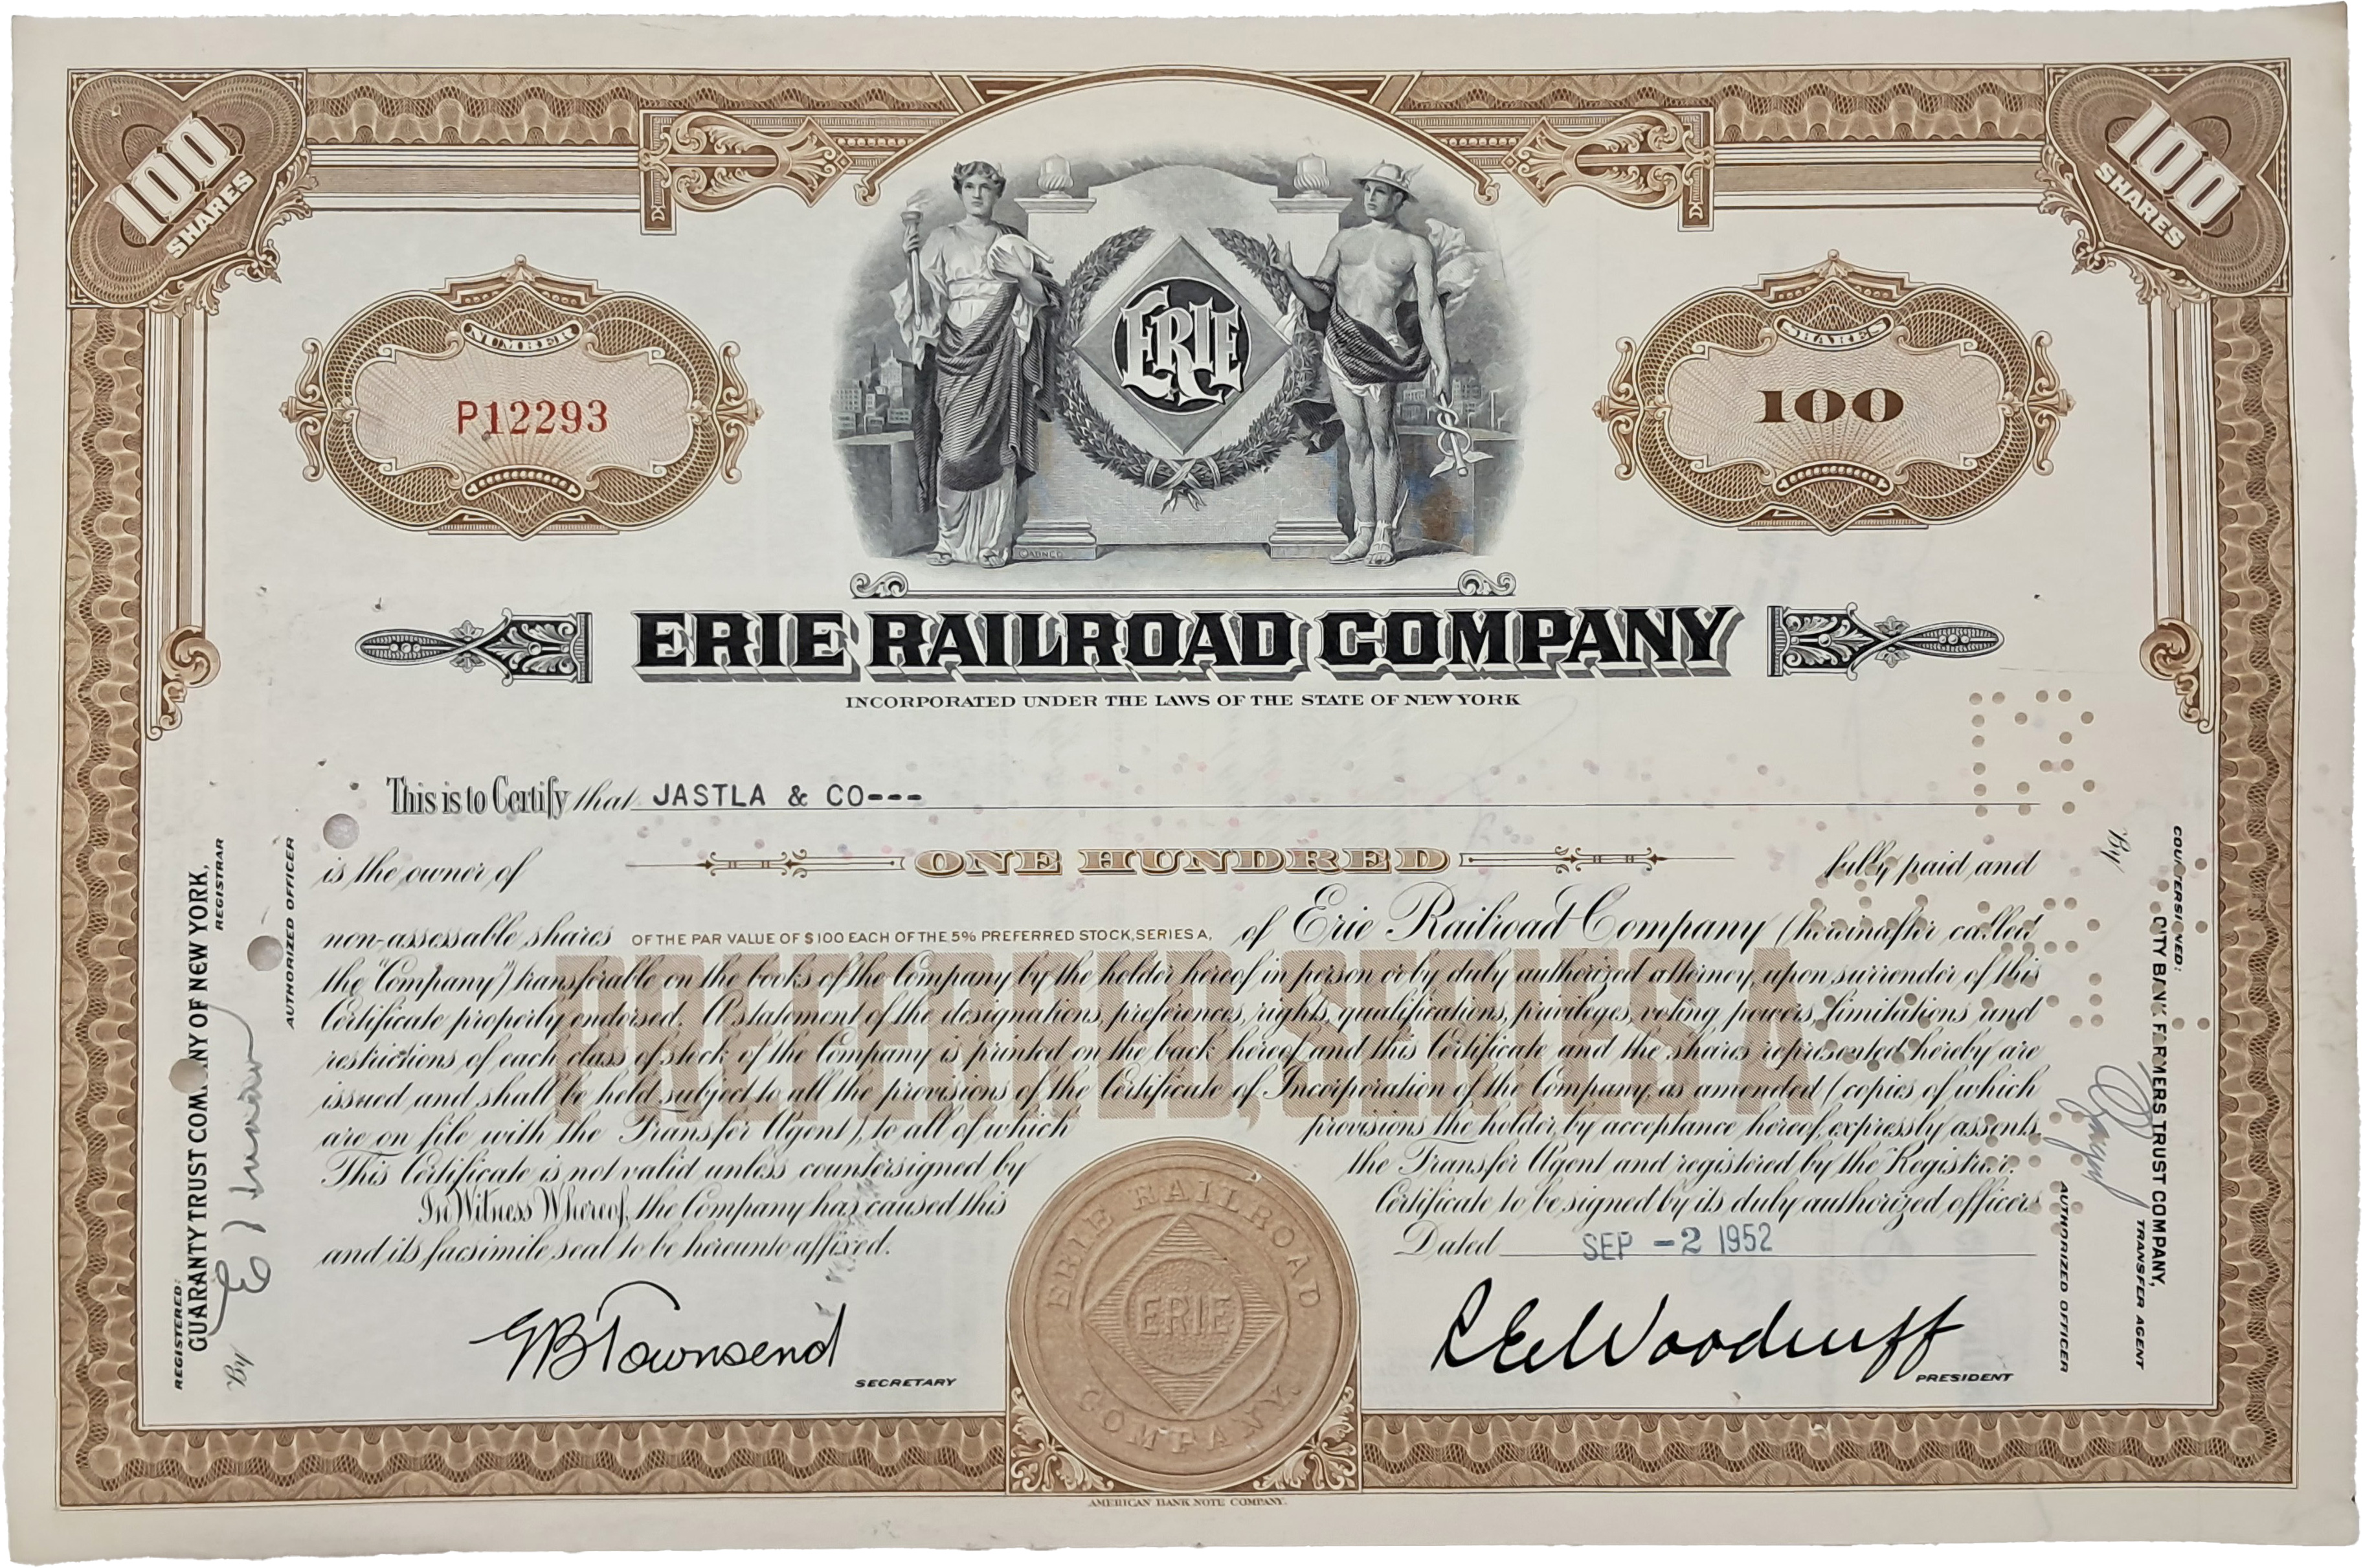 100 SHARES
100 SHARES
NUMBER
P12293
SHARES
100
ERIE
ERIE RAILROAD COMPANY
INCORPORATED UNDER THE LAWS OF THE STATE OF NEW YORK
This is to Certify that JASTLA & CO---
is the owner of ONE HUNDRED fully paid and
non-assessable shares OF THE PAR VALUE OF $100 EACH OF THE 5% PREFERRED STOCK, SERIES A, of Erie Railroad Company (hereinafter called
the "Company") transferable on the books of the Company by the holder hereof in person or by duly authorized attorney, upon surrender of this
Certificate properly endorsed. A statement of the designations, preferences, rights, qualifications, privileges, voting powers, limitations and
restrictions of each class of stock of the Company is printed on the back hereof and this Certificate and the shares represented hereby are
issued and shall be held subject to all the provisions of the Certificate of Incorporation of the Company, as amended (copies of which
are on file with the Transfer Agent), to all of which provisions the holder, by acceptance hereof, expressly assents.
This Certificate is not valid unless countersigned by the Transfer Agent and registered by the Registrar.
In Witness Whereof, the Company has caused this Certificate to be signed by its duly authorized officers
and its facsimile seal to be hereunto affixed. Dated SEP -2 1952
PREFERRED, SERIES A
GB Townsend
SECRETARY
ERIE RAILROAD COMPANY.
ERIE
R E Woodruff
PRESIDENT
REGISTERED:
GUARANTY TRUST COMPANY OF NEW YORK,
REGISTRAR
By
AUTHORIZED OFFICER
COUNTERSIGNED:
CITY BANK FARMERS TRUST COMPANY,
TRANSFER AGENT
By
AUTHORIZED OFFICER
AMERICAN BANK NOTE COMPANY.